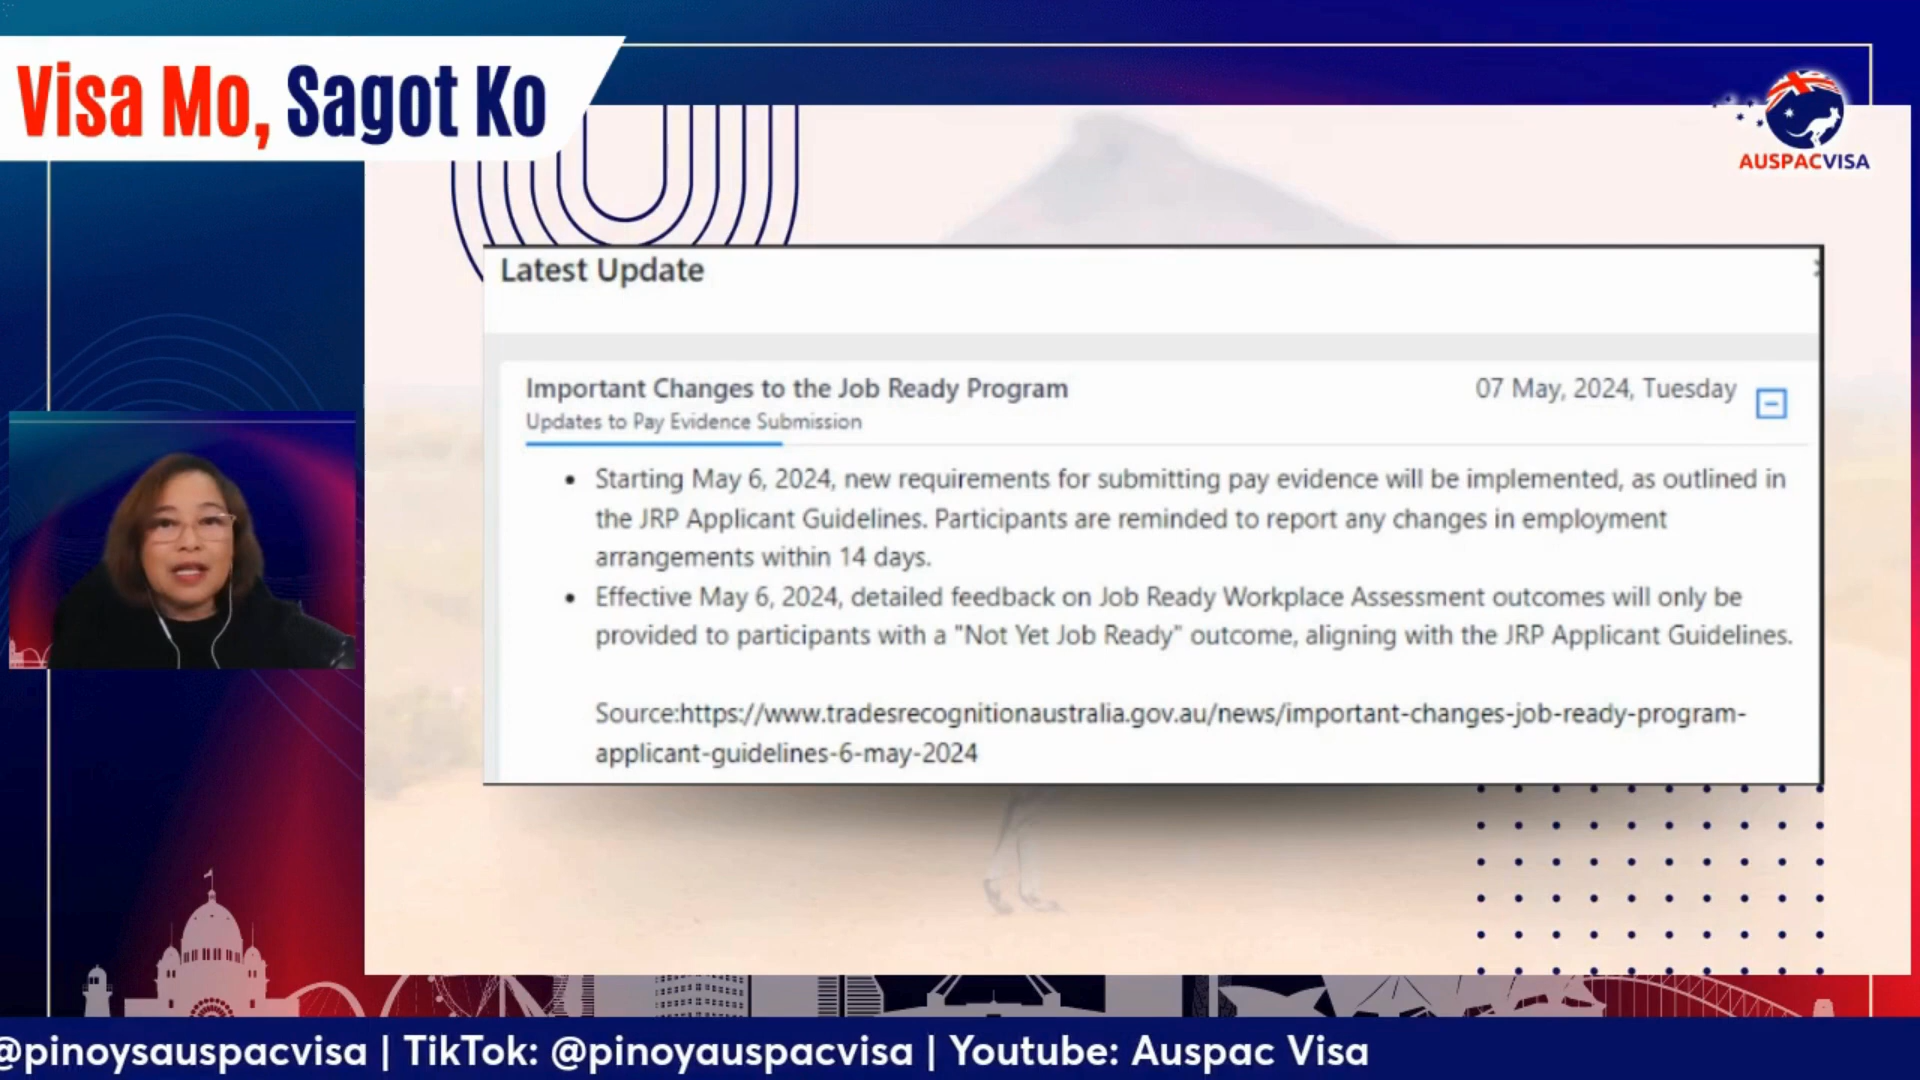 Visa Mo, Sagot Ko
AUSPACVISA
Latest Update
Important Changes to the Job Ready Program
07 May, 2024, Tuesday
Updates to Pay Evidence Submission
• Starting May 6, 2024, new requirements for submitting pay evidence will be implemented, as outlined in
the JRP Applicant Guidelines. Participants are reminded to report any changes in employment
arrangements within 14 days.
• Effective May 6, 2024, detailed feedback on Job Ready Workplace Assessment outcomes will only be
provided to participants with a "Not Yet Job Ready" outcome, aligning with the JRP Applicant Guidelines.
Source:https://www.tradesrecognitionaustralia.gov.au/news/important-changes-job-ready-program-
applicant-guidelines-6-may-2024
@pinoysauspacvisa | TikTok: @pinoyauspacvisa | Youtube: Auspac Visa